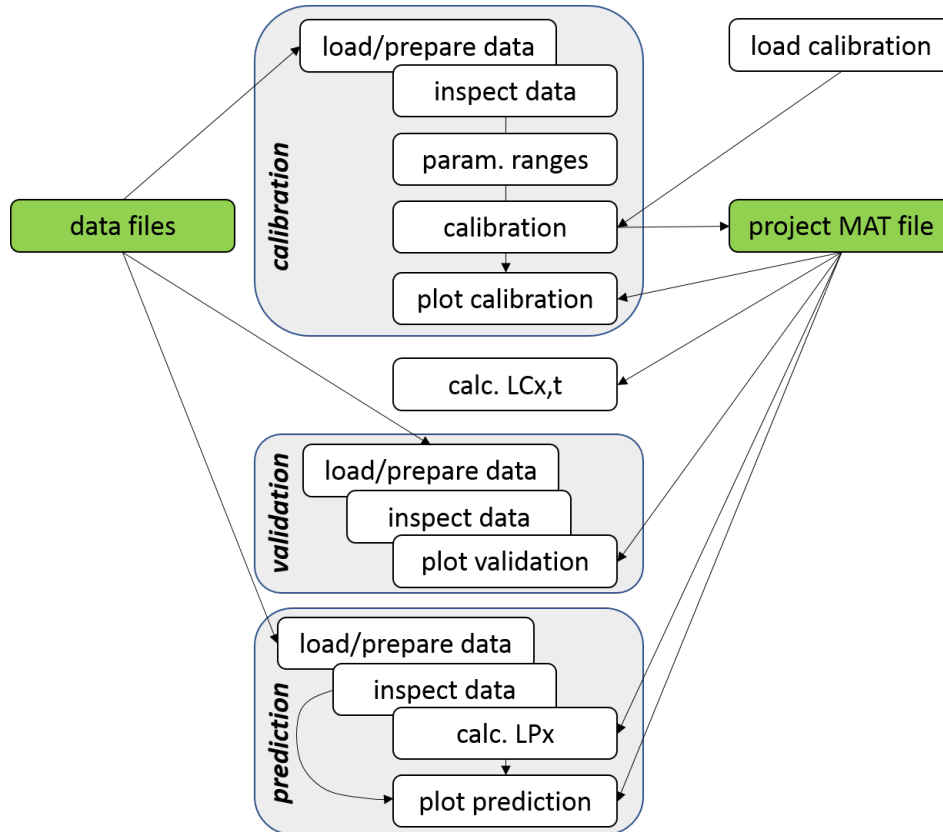 load/prepare data
load calibration
inspect data
param. ranges
calibration
data files
calibration
project MAT file
plot calibration
calc. LCx,t
validation
load/prepare data
inspect data
plot validation
prediction
load/prepare data
inspect data
calc. LPx
plot prediction